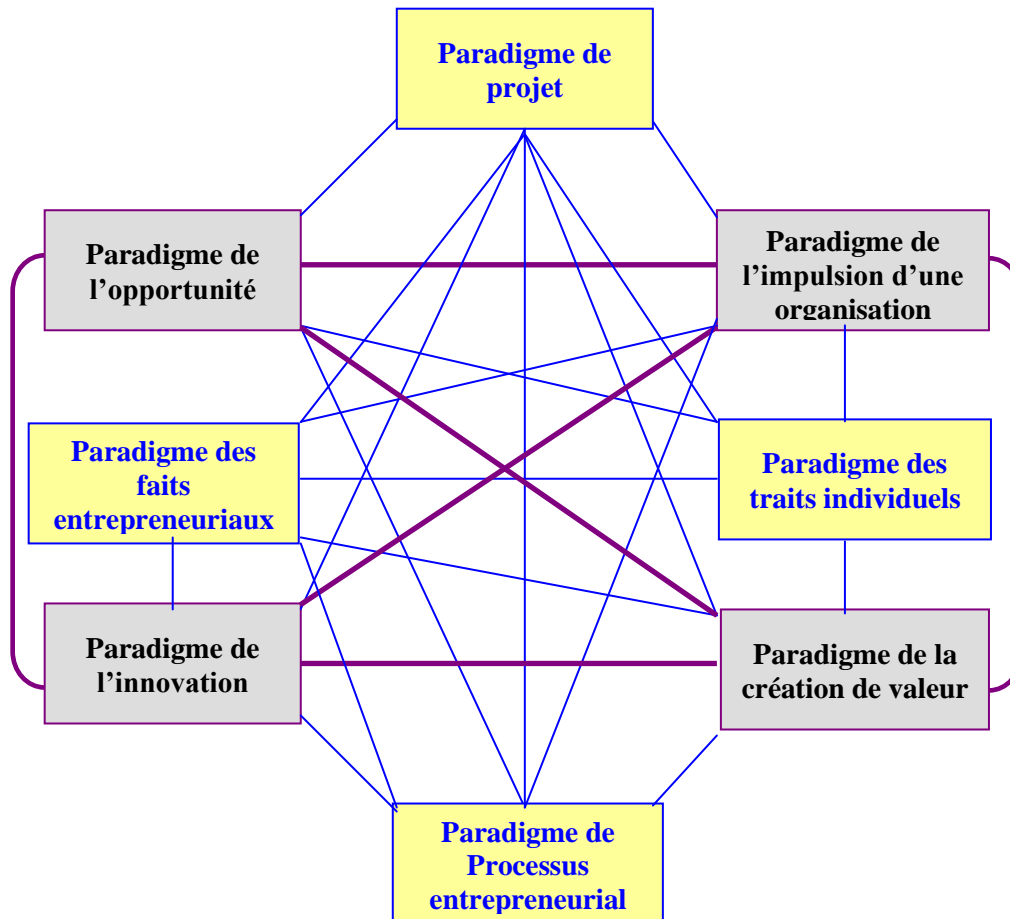 Paradigme de
projet
Paradigme de
l’opportunité
Paradigme de
l’impulsion d’une
organisation
Paradigme des
faits
entrepreneuriaux
Paradigme des
traits individuels
Paradigme de
l’innovation
Paradigme de la
création de valeur
Paradigme de
Processus
entrepreneurial